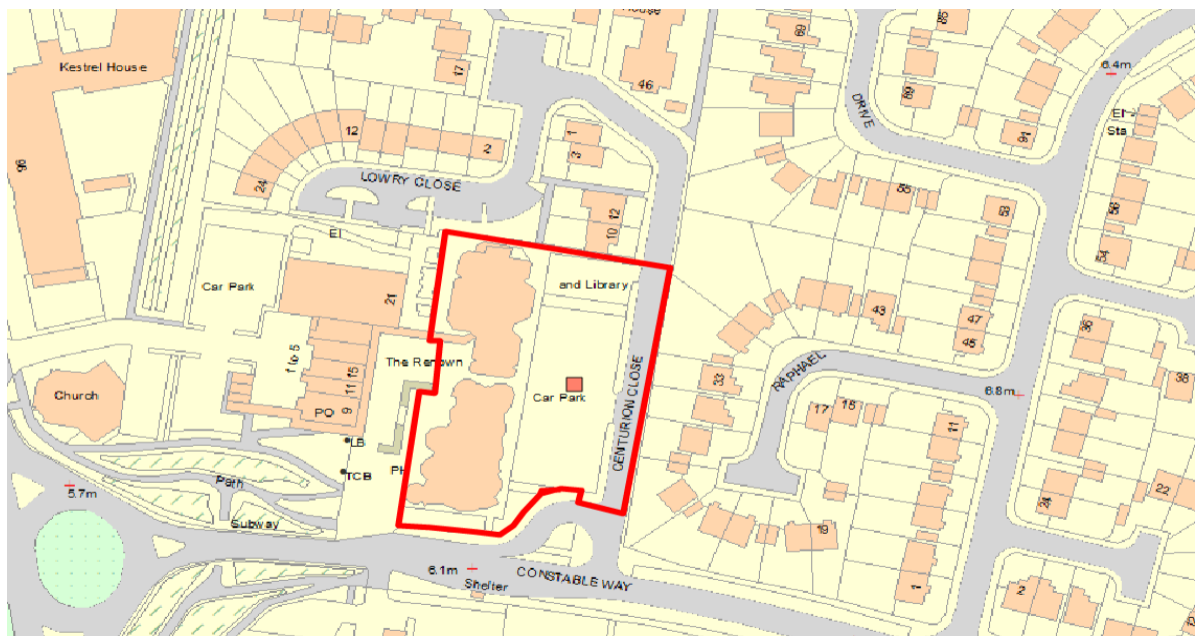 House
85
69
Kestrel House
17
46
6.4m
89
DRIVE
El
Sta
91
12
1
3
2
LOWRY CLOSE
24
96
58
56
53
12
10
El
54
Car Park
21
and Library
43
47
45
36
1 to 5
The Renown
15
11
9
33
RAPHAEL
CENTURION CLOSE
Car Park
6.8m
38
Church
PO
17
15
11
LB
TCB
PH
5.7m
Path
Subway
22
24
19
6.1m
Shelter
CONSTABLE WAY
1
2